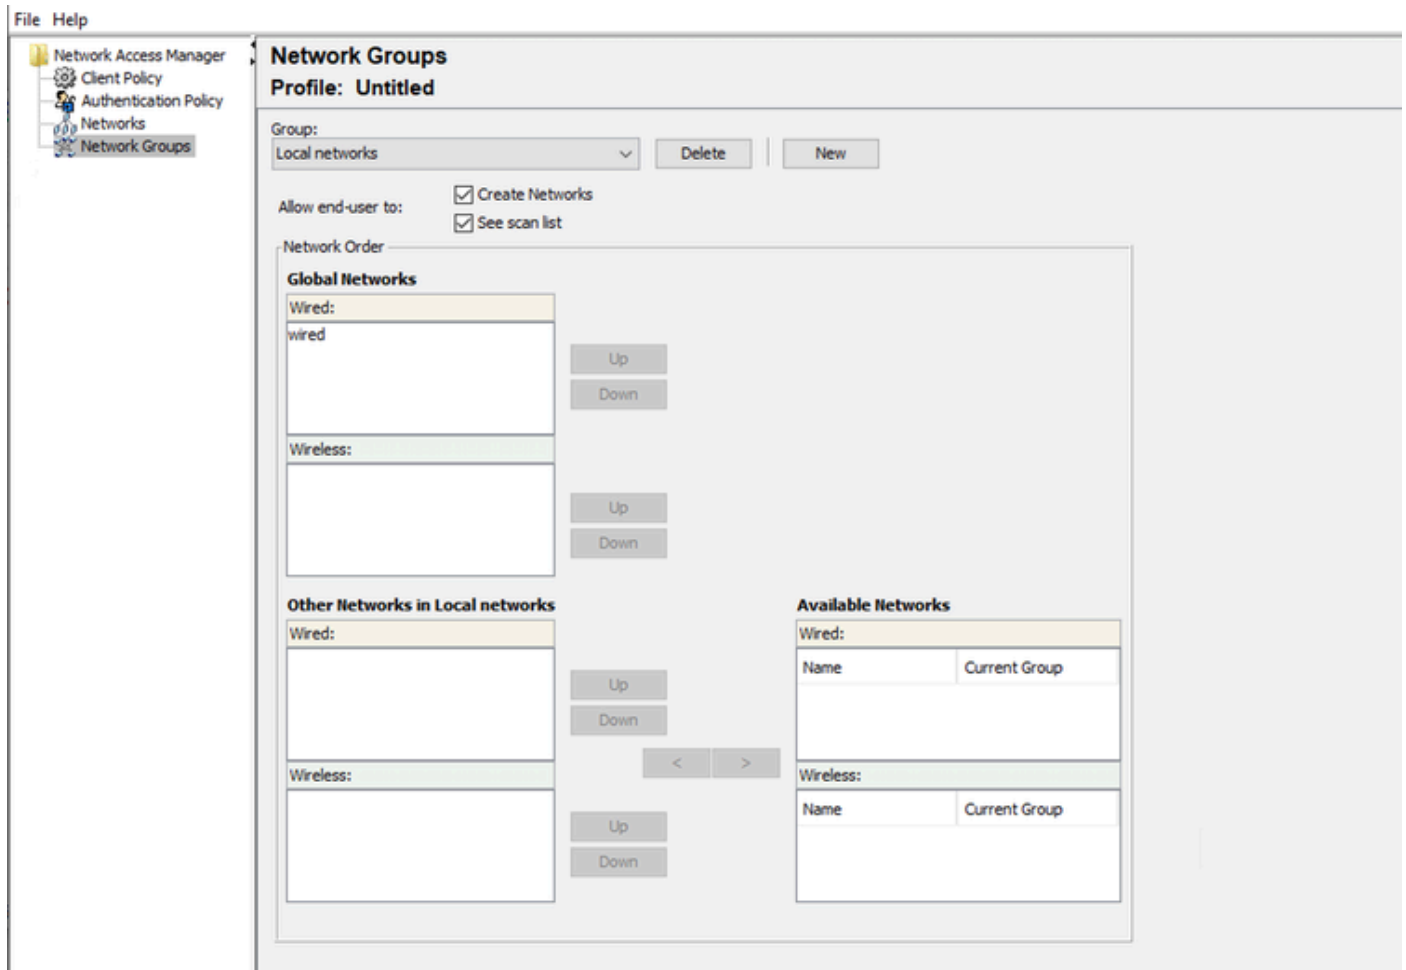 File Help
Network Access Manager
Client Policy
Authentication Policy
Networks
Network Groups
Network Groups
Profile: Untitled
Group:
Local networks
Delete
New
Allow end-user to:
Create Networks
See scan list
Network Order
Global Networks
Wired:
wired
Up
Down
Wireless:
Up
Down
Other Networks in Local networks
Wired:
Up
Down
< >
Wireless:
Up
Down
Available Networks
Wired:
Name Current Group
Wireless:
Name Current Group